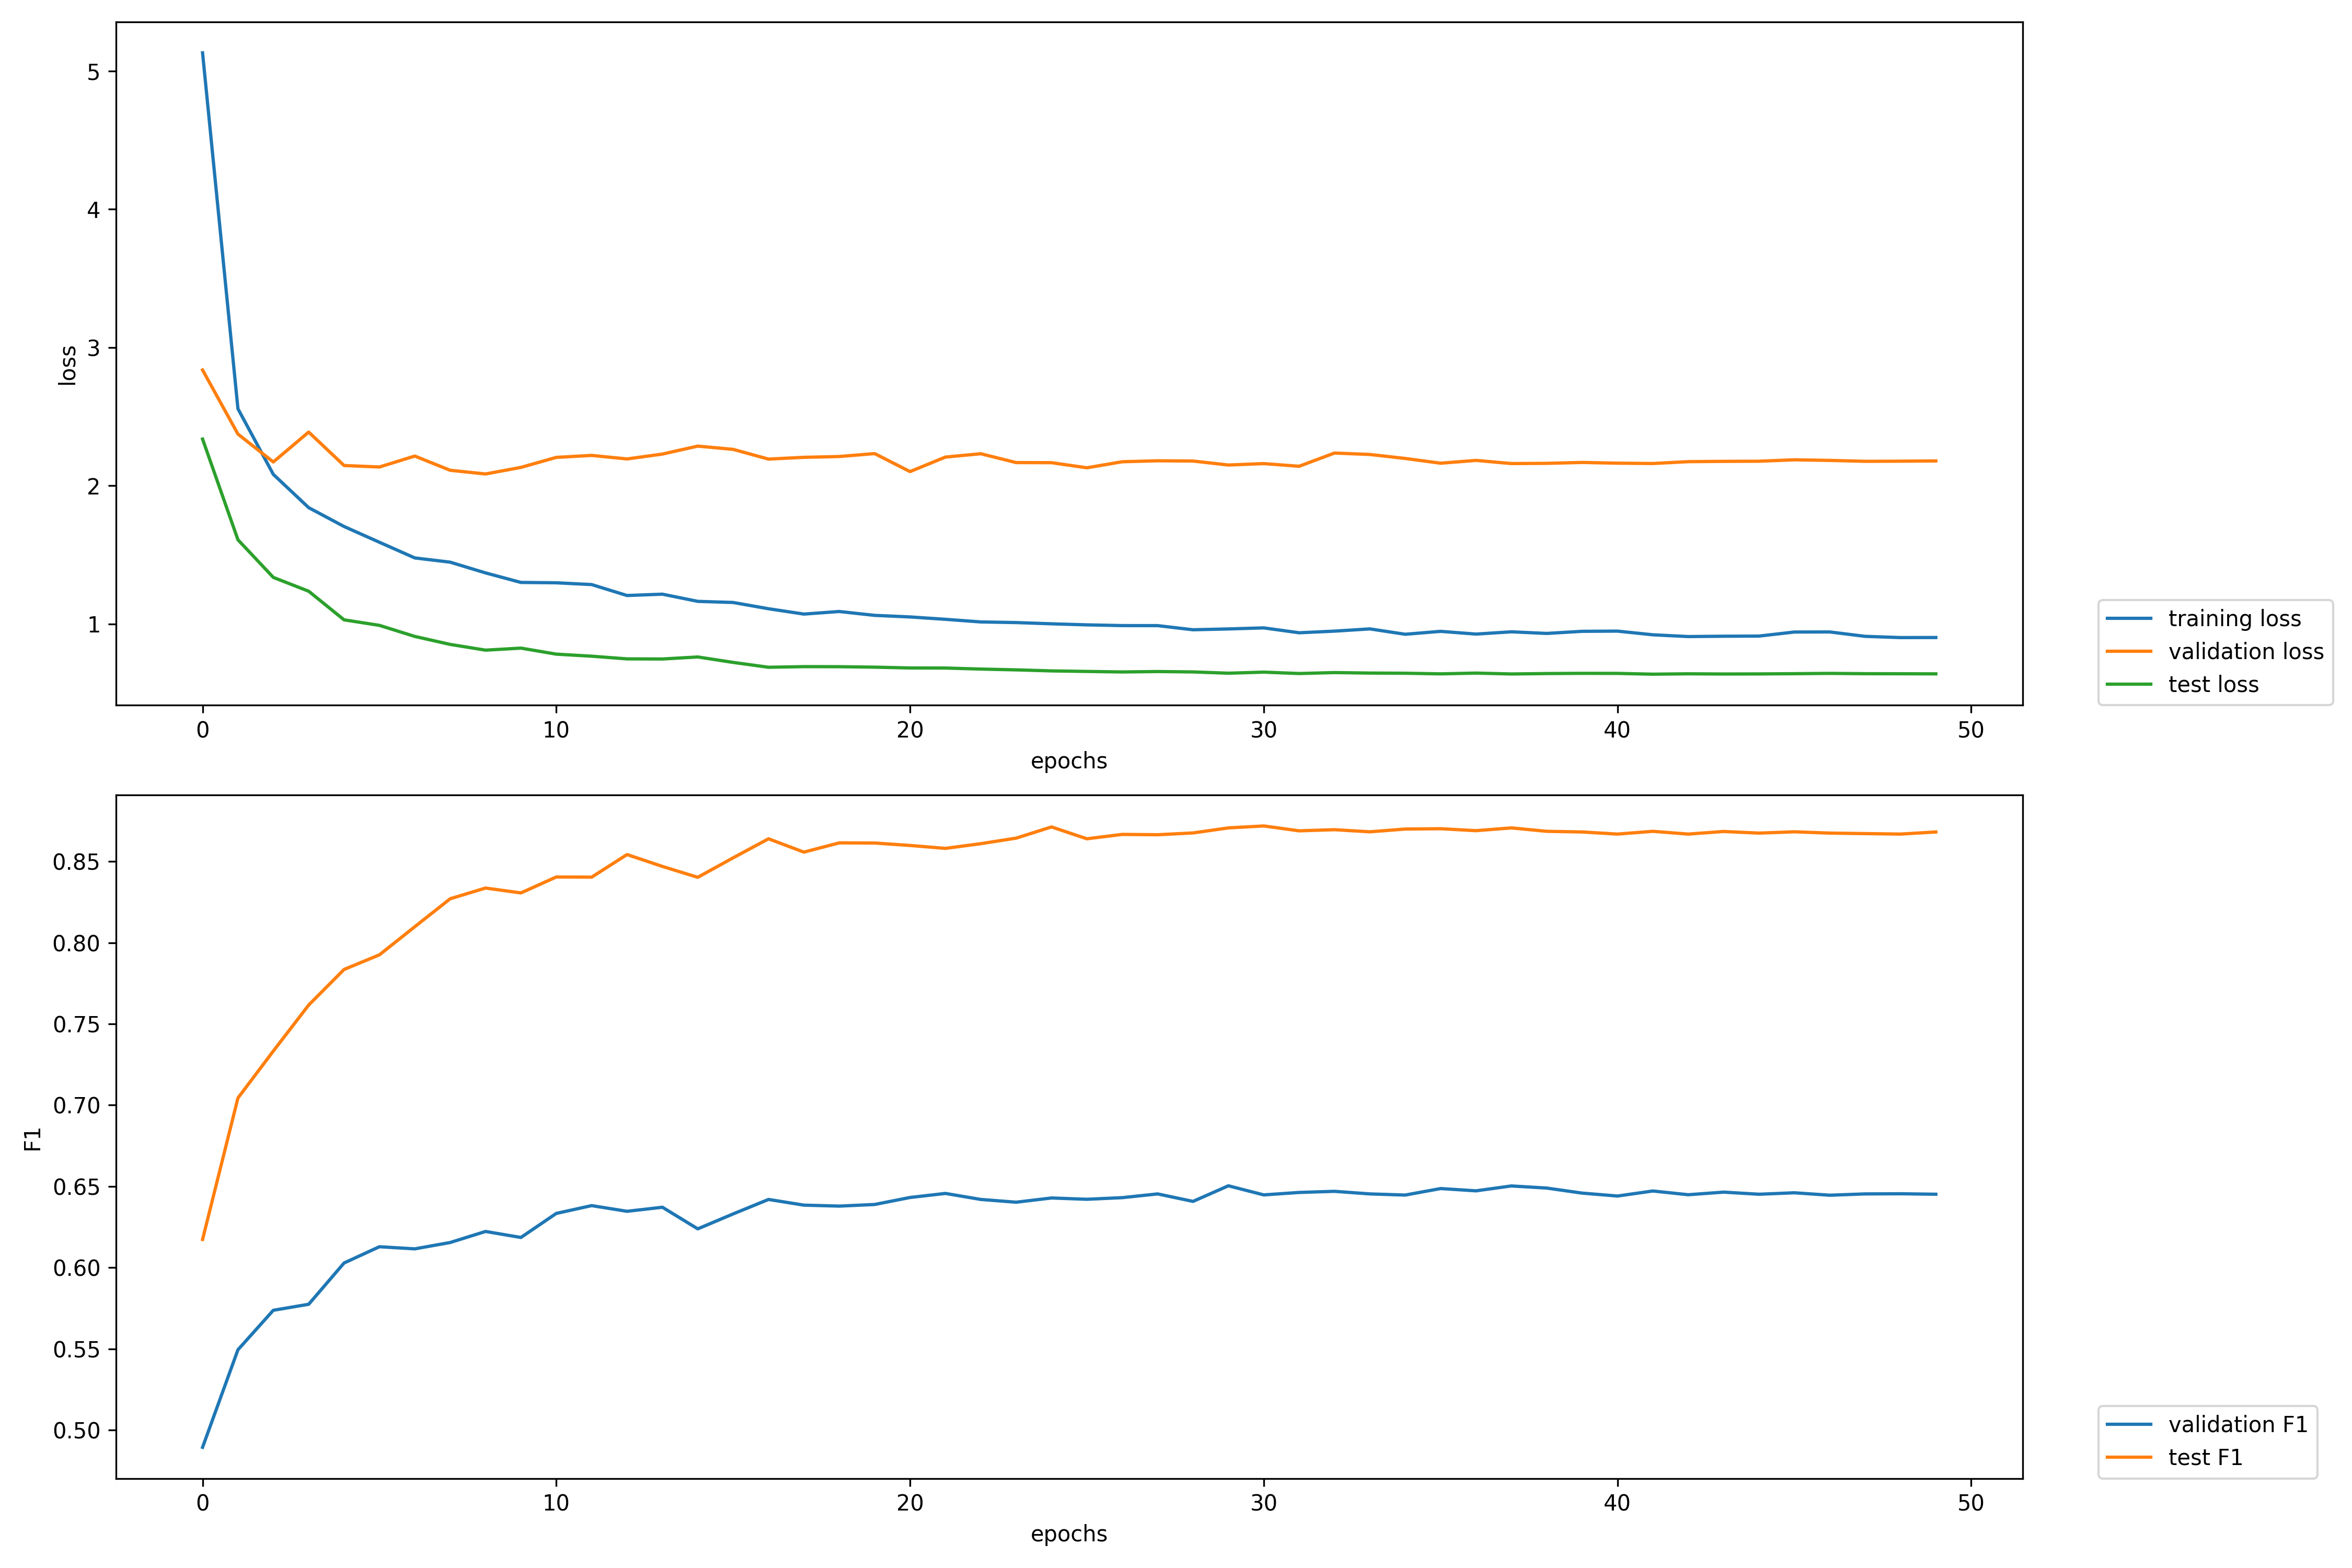 5
4
3
2
1
loss
0 10 20 30 40 50
epochs
training loss
validation loss
test loss
0.85
0.80
0.75
0.70
0.65
0.60
0.55
0.50
F1
0 10 20 30 40 50
epochs
validation F1
test F1